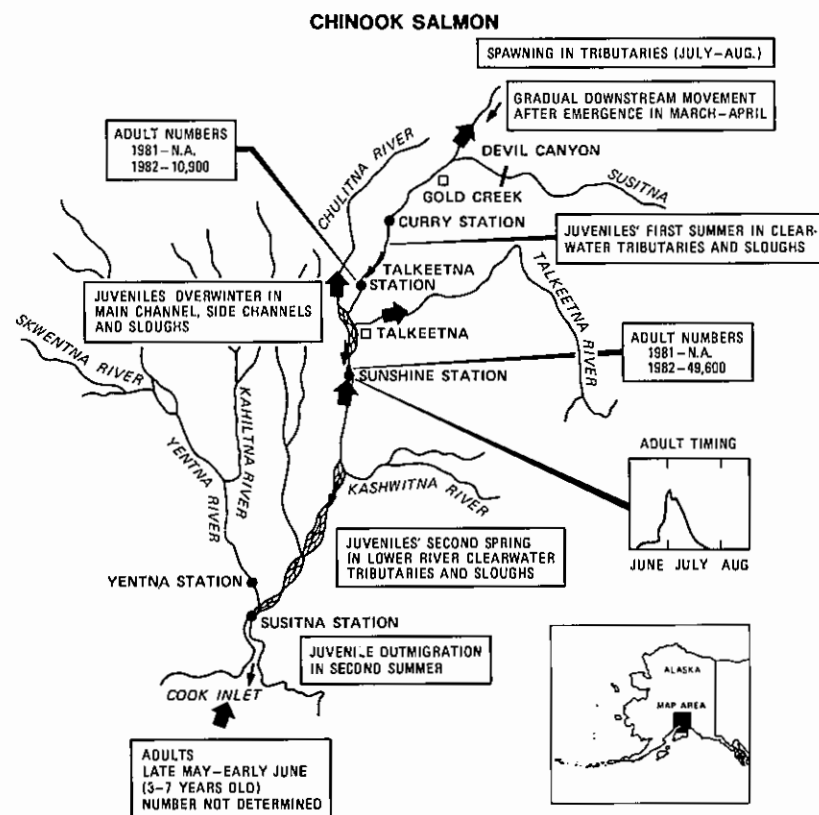 CHINOOK SALMON
SPAWNING IN TRIBUTARIES (JULY–AUG.)
GRADUAL DOWNSTREAM MOVEMENT
AFTER EMERGENCE IN MARCH–APRIL
ADULT NUMBERS
1981–N.A.
1982–10,900
CHULITNA RIVER
DEVIL CANYON
GOLD CREEK
SUSITNA
CURRY STATION
JUVENILES' FIRST SUMMER IN CLEAR-
WATER TRIBUTARIES AND SLOUGHS
TALKEETNA
STATION
JUVENILES OVERWINTER IN
MAIN CHANNEL, SIDE CHANNELS
AND SLOUGHS
TALKEETNA RIVER
TALKEETNA
SKWENTNA RIVER
ADULT NUMBERS
1981–N.A.
1982–49,600
SUNSHINE STATION
KAHILTNA RIVER
YENTNA RIVER
ADULT TIMING
KASHWITNA RIVER
JUNE JULY AUG
JUVENILES' SECOND SPRING
IN LOWER RIVER CLEARWATER
TRIBUTARIES AND SLOUGHS
YENTNA STATION
SUSITNA STATION
JUVENILE OUTMIGRATION
IN SECOND SUMMER
COOK INLET
ALASKA
MAP AREA
ADULTS
LATE MAY–EARLY JUNE
(3–7 YEARS OLD)
NUMBER NOT DETERMINED